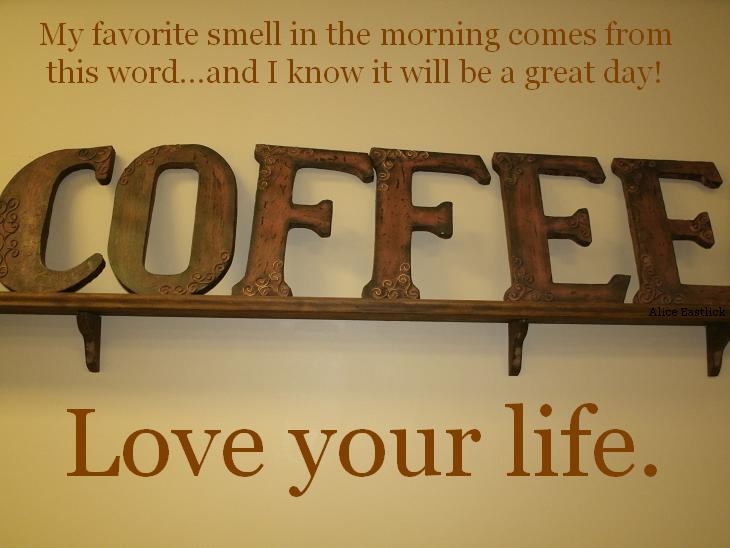 My favorite smell in the morning comes from
this word...and I know it will be a great day!
COFFEE
Alice Eastlick
Love your life.